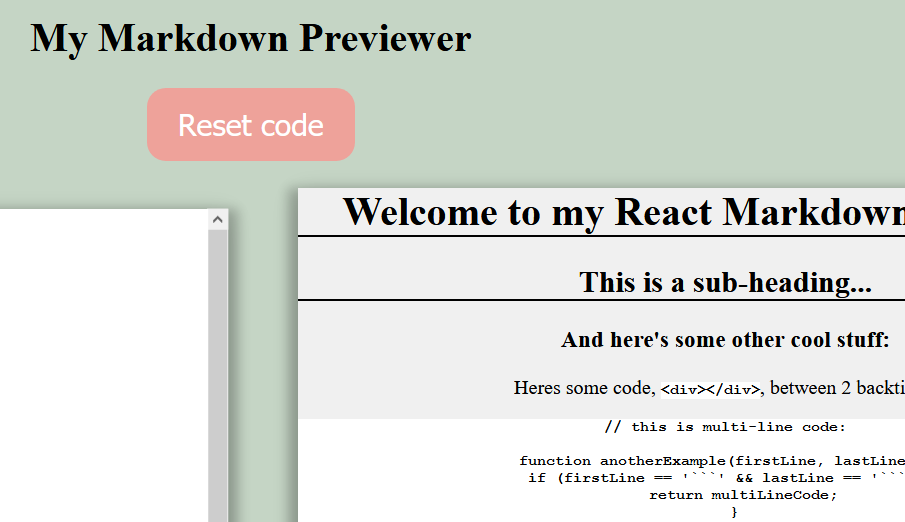 My Markdown Previewer
Reset code
Welcome to my React Markdown
This is a sub-heading...
And here's some other cool stuff:
Heres some code, <div></div>, between 2 backti
// this is multi-line code:
function anotherExample(firstLine, lastLine
if (firstLine == '```' && lastLine == '```
return multiLineCode;
}